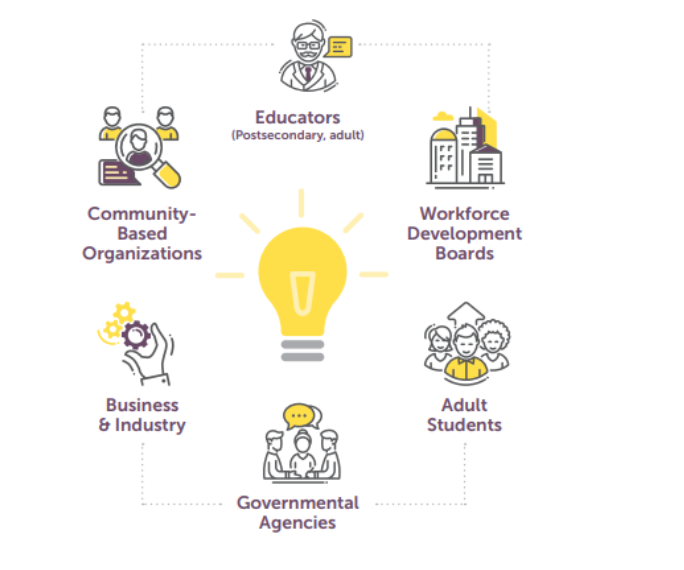 Educators
(Postsecondary, adult)
Community-
Based
Organizations
Workforce
Development
Boards
Business
& Industry
Adult
Students
Governmental
Agencies